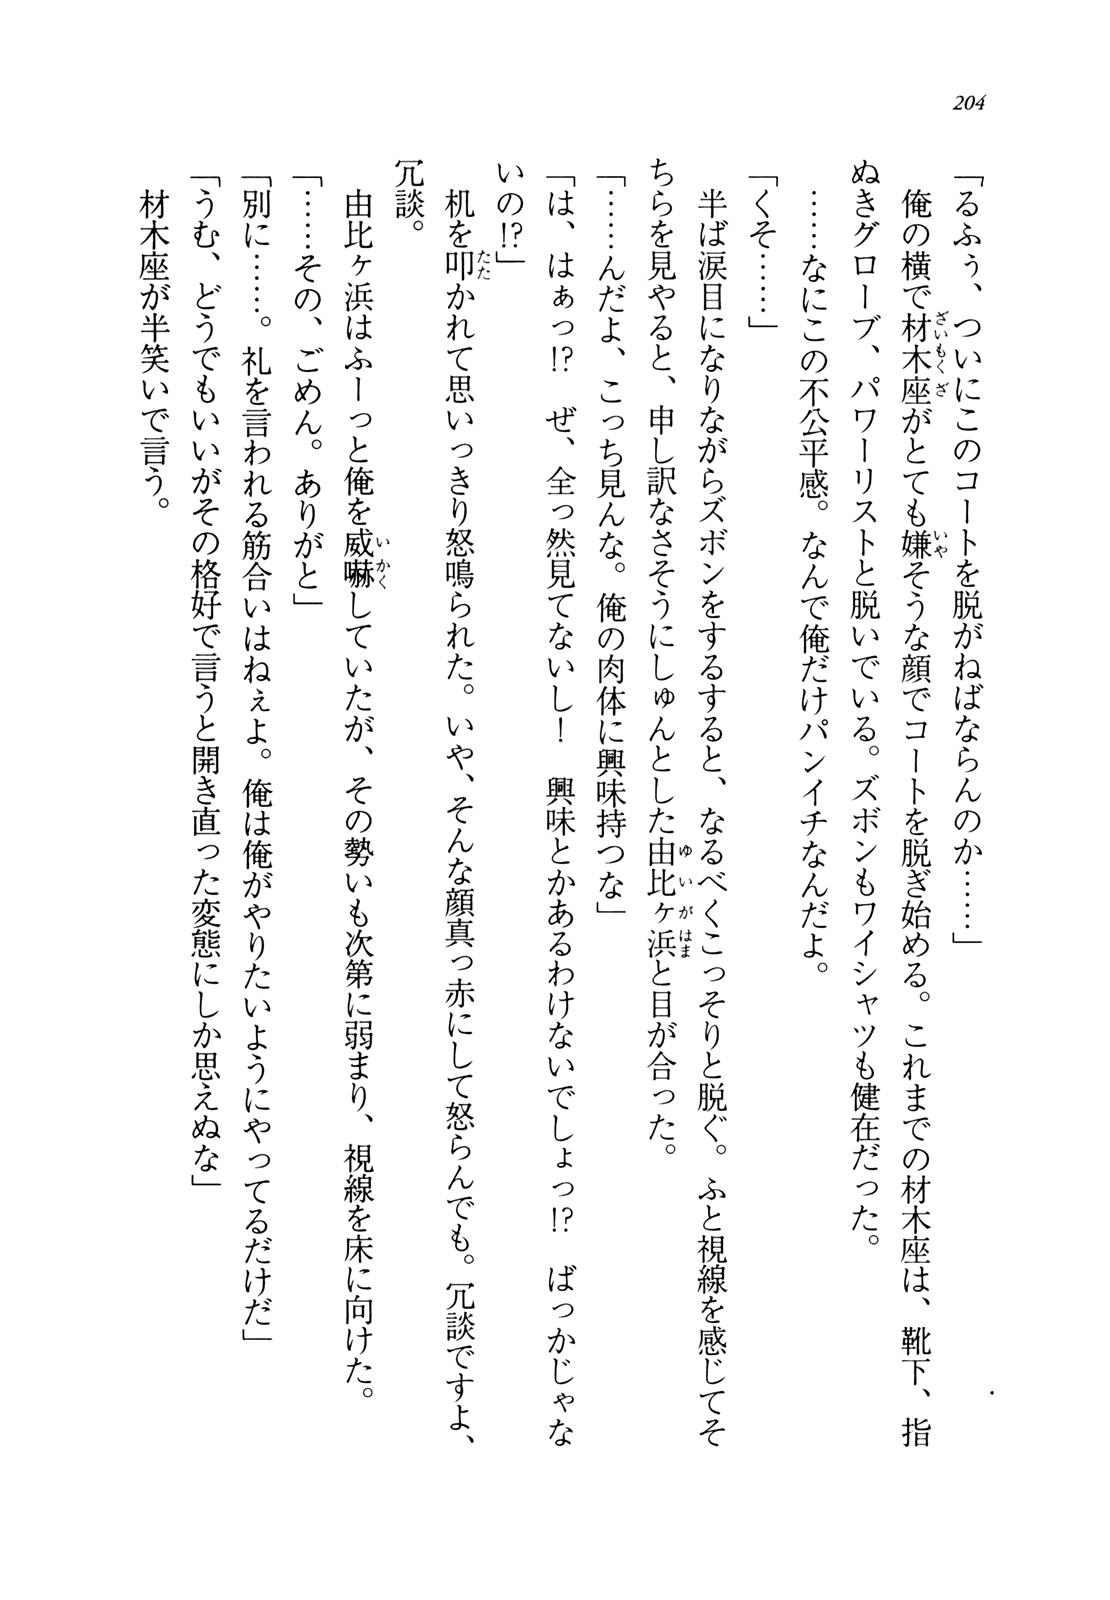 204
「るふぅ、ついにこのコートを脱がねばならんのか……」
　俺の横で材木座がとても嫌そうな顔でコートを脱ぎ始める。これまでの材木座は、靴下、指
ぬきグローブ、パワーリストと脱いでいる。ズボンもワイシャツも健在だった。
　……なにこの不公平感。なんで俺だけパンイチなんだよ。
「くそ……」
　半ば涙目になりながらズボンをするすると、なるべくこっそりと脱ぐ。ふと視線を感じてそ
ちらを見やると、申し訳なさそうにしゅんとした由比ヶ浜と目が合った。
「……んだよ、こっち見んな。俺の肉体に興味持つな」
「は、はぁっ!?　ぜ、全っ然見てないし！　興味とかあるわけないでしょっ!?　ばっかじゃな
いの!?」
　机を叩かれて思いっきり怒鳴られた。いや、そんな顔真っ赤にして怒らんでも。冗談ですよ、
冗談。
　由比ヶ浜はふーっと俺を威嚇していたが、その勢いも次第に弱まり、視線を床に向けた。
「……その、ごめん。ありがと」
「別に……。礼を言われる筋合いはねぇよ。俺は俺がやりたいようにやってるだけだ」
「うむ、どうでもいいがその格好で言うと開き直った変態にしか思えぬな」
　材木座が半笑いで言う。